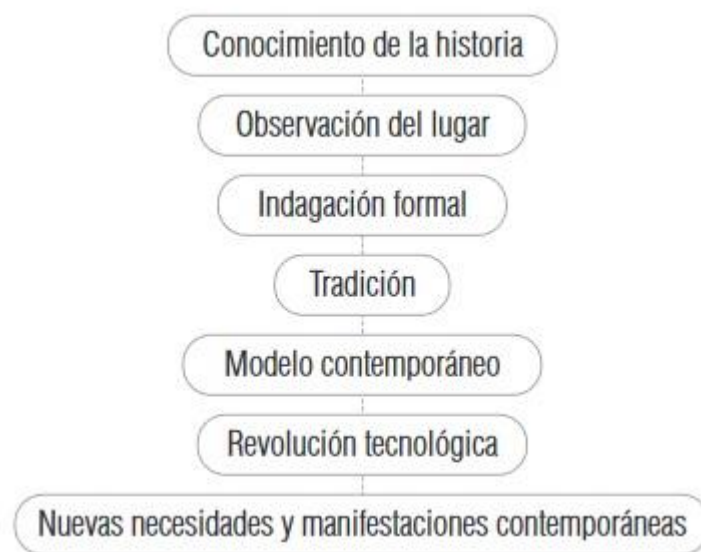 Conocimiento de la historia
Observación del lugar
Indagación formal
Tradición
Modelo contemporáneo
Revolución tecnológica
Nuevas necesidades y manifestaciones contemporáneas